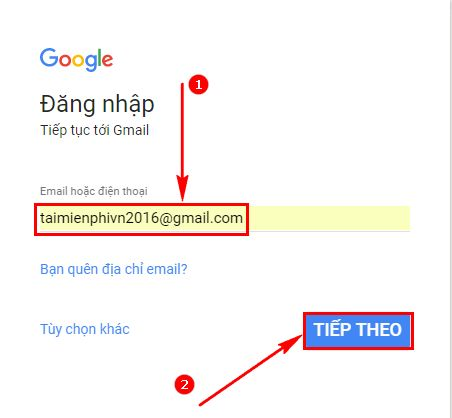 Google
1
Đăng nhập
Tiếp tục tới Gmail
Email hoặc điện thoại
taimienphivn2016@gmail.com
Bạn quên địa chỉ email?
Tùy chọn khác
TIẾP THEO
2